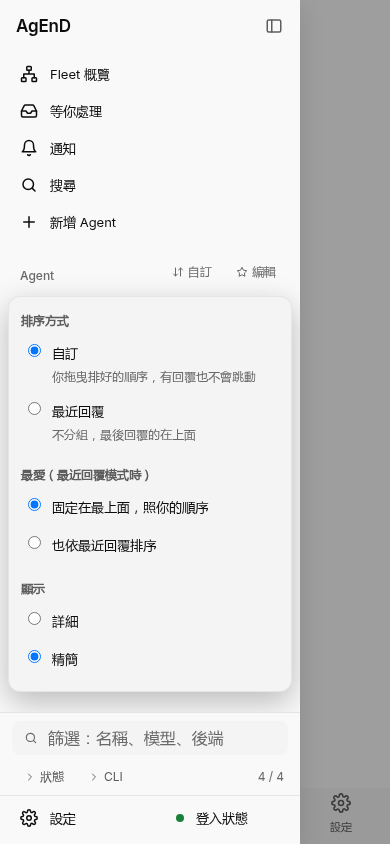 AgEnD
Fleet 概覽
等你處理
通知
搜尋
新增 Agent
Agent
自訂
編輯
排序方式
自訂
你拖曳排好的順序，有回覆也不會跳動
最近回覆
不分組，最後回覆的在上面
最愛（最近回覆模式時）
固定在最上面，照你的順序
也依最近回覆排序
顯示
詳細
精簡
篩選：名稱、模型、後端
狀態
CLI
4 / 4
設定
登入狀態
設定